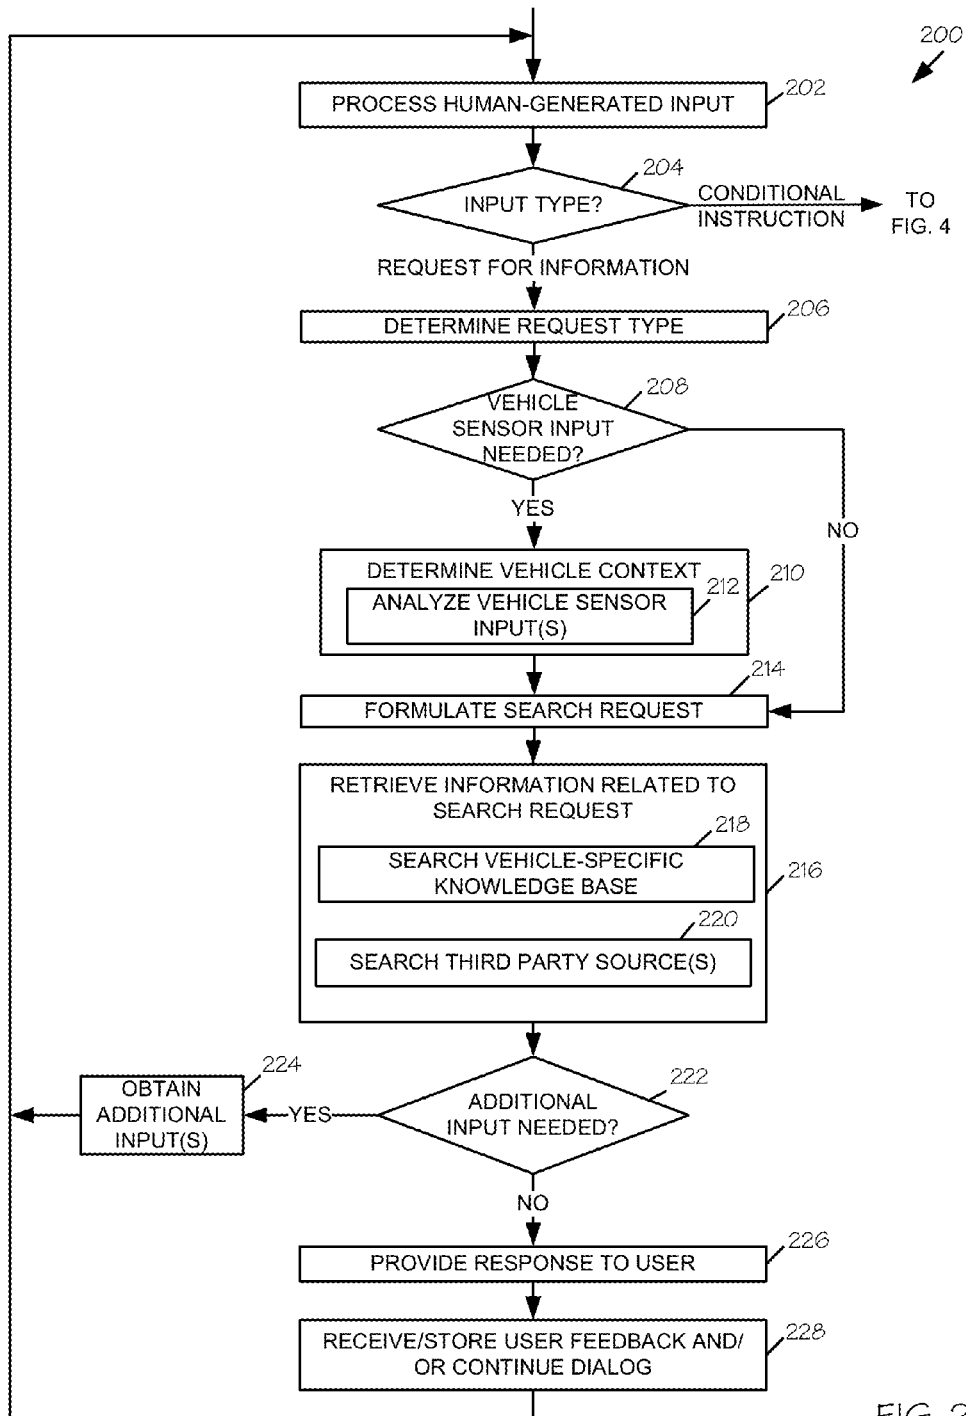 200
PROCESS HUMAN-GENERATED INPUT
202
204
INPUT TYPE?
CONDITIONAL
INSTRUCTION
TO
FIG. 4
REQUEST FOR INFORMATION
206
DETERMINE REQUEST TYPE
208
VEHICLE
SENSOR INPUT
NEEDED?
YES
NO
DETERMINE VEHICLE CONTEXT
210
212
ANALYZE VEHICLE SENSOR
INPUT(S)
214
FORMULATE SEARCH REQUEST
RETRIEVE INFORMATION RELATED TO
SEARCH REQUEST
218
SEARCH VEHICLE-SPECIFIC
KNOWLEDGE BASE
216
220
SEARCH THIRD PARTY SOURCE(S)
224
OBTAIN
ADDITIONAL
INPUT(S)
YES
222
ADDITIONAL
INPUT NEEDED?
NO
226
PROVIDE RESPONSE TO USER
228
RECEIVE/STORE USER FEEDBACK AND/
OR CONTINUE DIALOG
FIG. 2